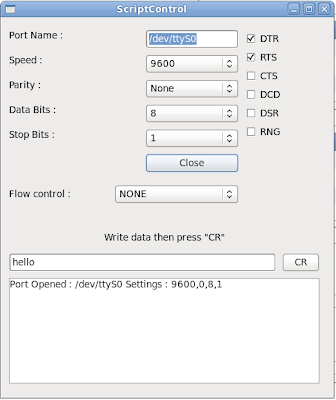 ScriptControl
Port Name :
/dev/ttyS0
DTR
Speed :
9600
RTS
Parity :
None
CTS
DCD
Data Bits :
8
DSR
Stop Bits :
1
RNG
Close
Flow control :
NONE
Write data then press "CR"
hello
CR
Port Opened : /dev/ttyS0 Settings : 9600,0,8,1